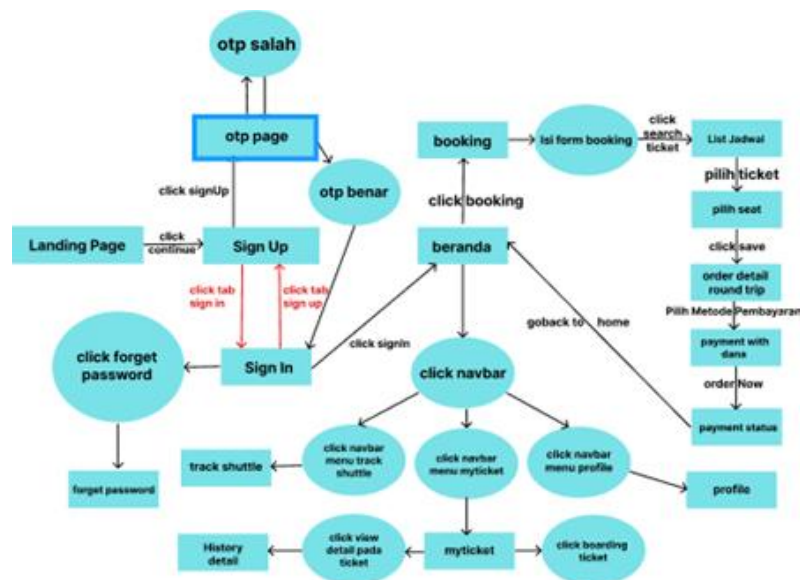 otp salah
otp page
click signUp
otp benar
Landing Page
click
continue
Sign Up
click tab
sign in
click tab
sign up
Sign In
click signIn
click forget
password
forget password
booking
isi form booking
click
search
ticket
List Jadwal
pilih ticket
pilih seat
click save
order detail
round trip
Pilih Metode Pembayaran
payment with
dana
order Now
payment status
goback to home
click booking
beranda
click navbar
click navbar
menu track
shuttle
track shuttle
click navbar
menu myticket
click navbar
menu profile
profile
myticket
click view
detail pada
ticket
History
detail
click boarding
ticket